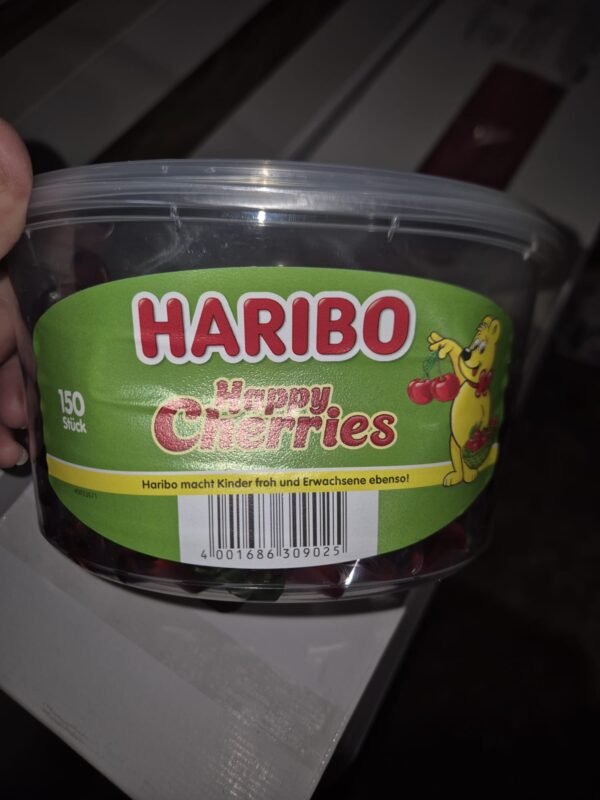 HARIBO
Happy
Cherries
150
Stück
Haribo macht Kinder froh und Erwachsene ebenso!
4 001686 309025